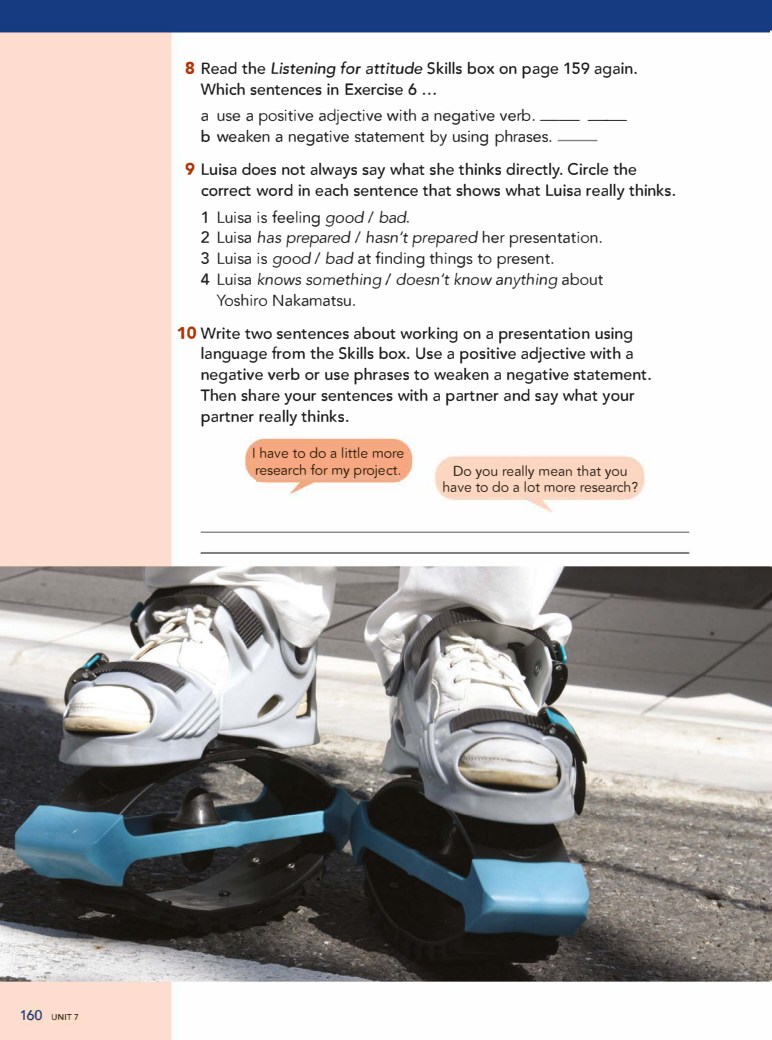 8 Read the Listening for attitude Skills box on page 159 again.
Which sentences in Exercise 6 …
a use a positive adjective with a negative verb. _____ _____
b weaken a negative statement by using phrases. _____
9 Luisa does not always say what she thinks directly. Circle the
correct word in each sentence that shows what Luisa really thinks.
1 Luisa is feeling good / bad.
2 Luisa has prepared / hasn't prepared her presentation.
3 Luisa is good / bad at finding things to present.
4 Luisa knows something / doesn't know anything about
Yoshiro Nakamatsu.
10 Write two sentences about working on a presentation using
language from the Skills box. Use a positive adjective with a
negative verb or use phrases to weaken a negative statement.
Then share your sentences with a partner and say what your
partner really thinks.
I have to do a little more
research for my project.
Do you really mean that you
have to do a lot more research?
160 UNIT 7